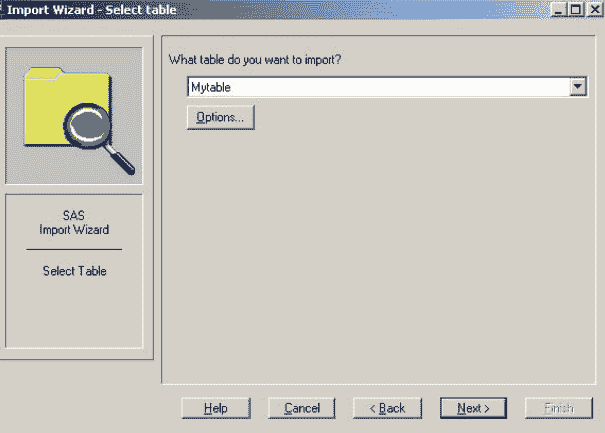 Import Wizard - Select table
What table do you want to import?
Mytable
Options...
SAS
Import Wizard
Select Table
Help
Cancel
< Back
Next >
Finish